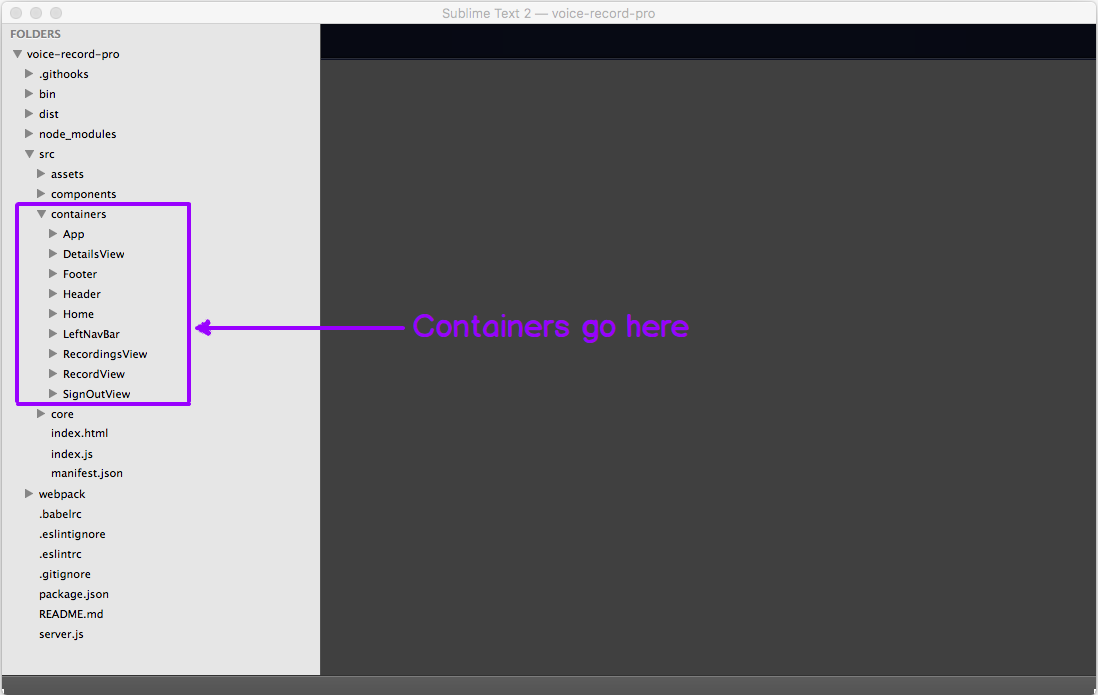 Sublime Text 2 — voice-record-pro
FOLDERS
voice-record-pro
.githooks
bin
dist
node_modules
src
assets
components
containers
App
DetailsView
Footer
Header
Home
LeftNavBar
RecordingsView
RecordView
SignOutView
Containers go here
core
index.html
index.js
manifest.json
webpack
.babelrc
.eslintignore
.eslintrc
.gitignore
package.json
README.md
server.js